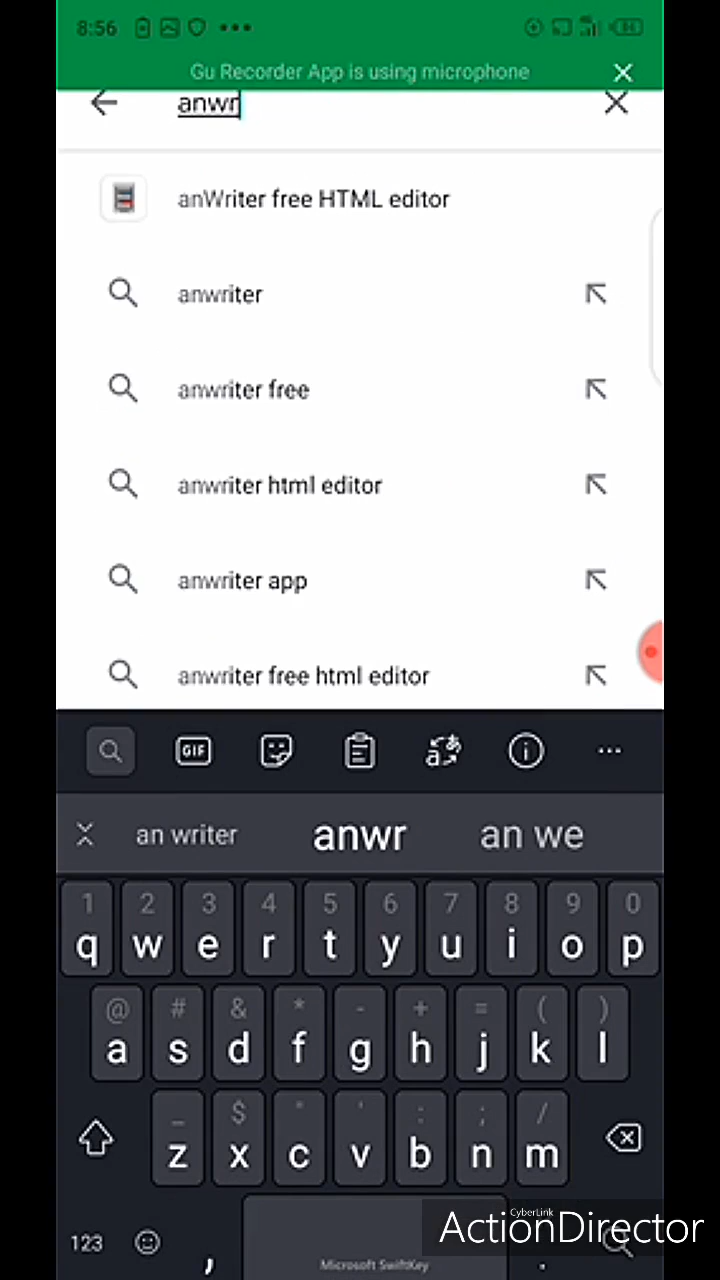 8:56
Gu Recorder App is using microphone
anwr
anWriter free HTML editor
anwriter
anwriter free
anwriter html editor
anwriter app
anwriter free html editor
GIF
an writer anwr an we
1 2 3 4 5 6 7 8 9 0
q w e r t y u i o p
@ # & * - + = ( )
a s d f g h j k l
_ $ " ' : ; /
z x c v b n m
123 , .
Microsoft SwiftKey
CyberLink
ActionDirector